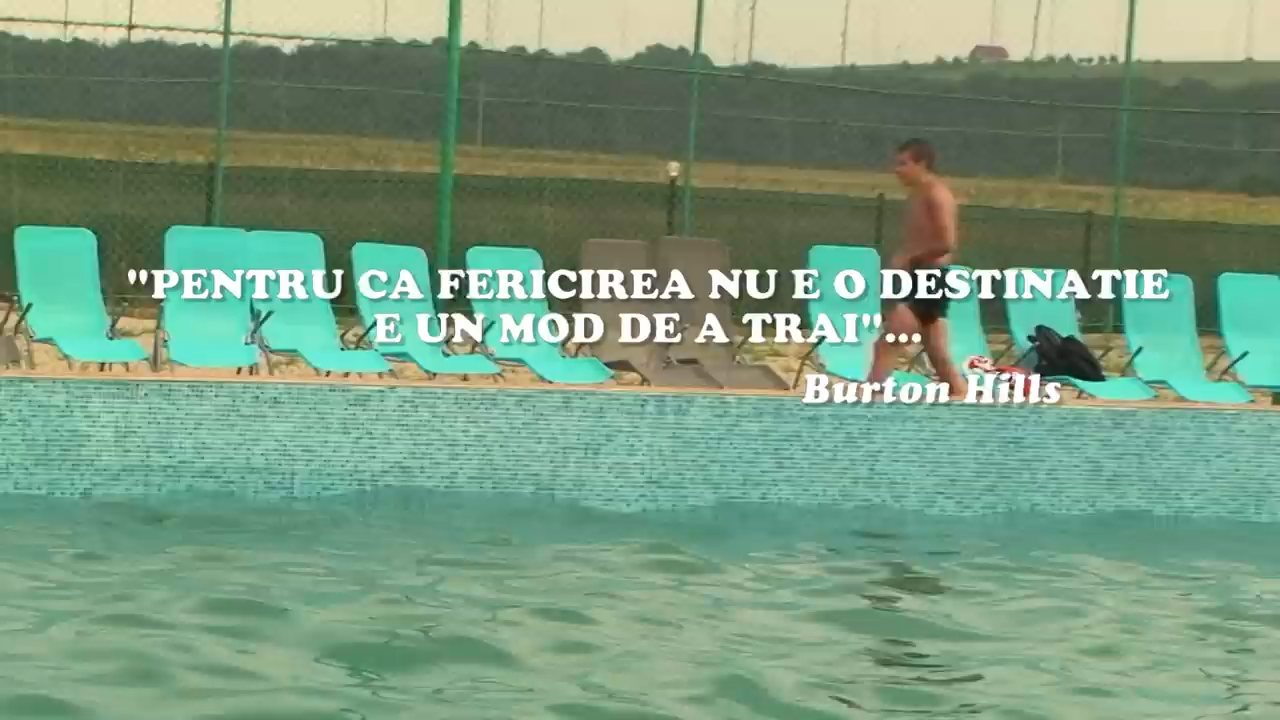 "PENTRU CA FERICIREA NU E O DESTINATIE
E UN MOD DE A TRAI"...
Burton Hills